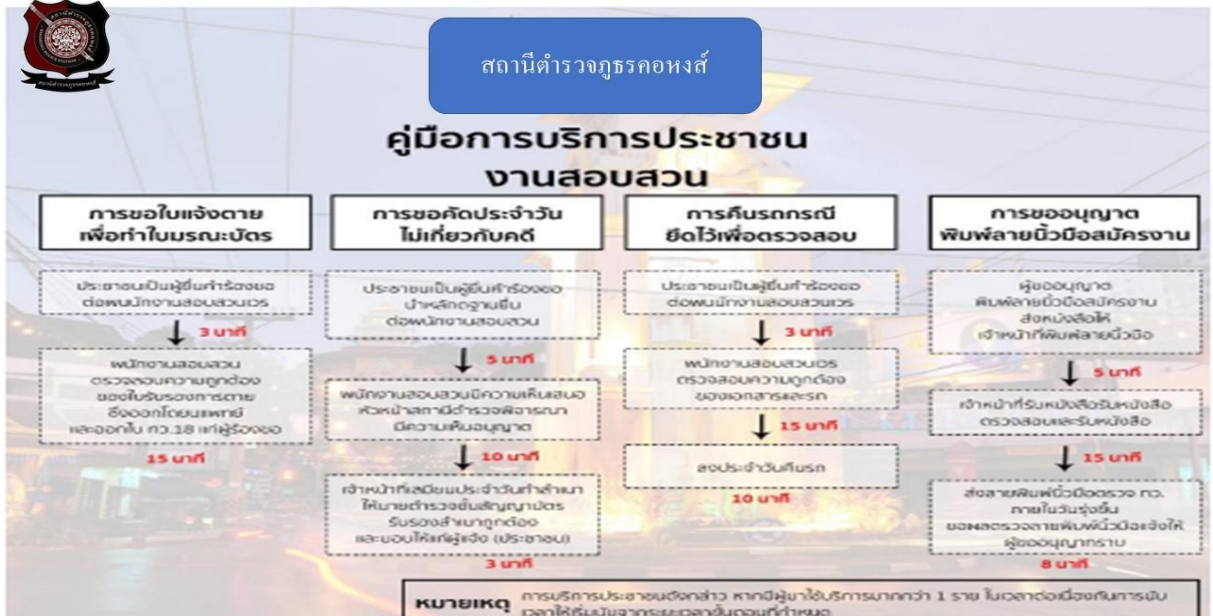 สถานีตำรวจภูธรคอหงส์
คู่มือการบริการประชาชน
งานสอบสวน
การขอใบแจ้งตาย
เพื่อทำใบมรณะบัตร
ประชาชนเป็นผู้ยื่นคำร้องขอ
ต่อพนักงานสอบสวนเวร
3 นาที
พนักงานสอบสวน
ตรวจสอบความถูกต้อง
ของใบรับรองการตาย
ซึ่งออกโดยนแพทย์
และออกใบ ทว.18 แก่ผู้ร้องขอ
15 นาที
การขอคัดประจำวัน
ไม่เกี่ยวกับคดี
ประชาชนเป็นผู้ยื่นคำร้องขอ
นำหลักฐานยื่น
ต่อพนักงานสอบสวน
5 นาที
พนักงานสอบสวนมีความเห็นเสนอ
หัวหน้าสถานีตำรวจพิจารณา
มีความเห็นอนุญาต
10 นาที
เจ้าหน้าที่เสมียนประจำวันทำสำเนา
ให้นายตำรวจชั้นสัญญาบัตร
รับรองสำเนาถูกต้อง
และมอบให้แก่ผู้แจ้ง (ประชาชน)
3 นาที
การคืนรถกรณี
ยึดไว้เพื่อตรวจสอบ
ประชาชนเป็นผู้ยื่นคำร้องขอ
ต่อพนักงานสอบสวนเวร
3 นาที
พนักงานสอบสวนเวร
ตรวจสอบความถูกต้อง
ของเอกสารและรถ
15 นาที
ลงประจำวันคืนรถ
10 นาที
การขออนุญาต
พิมพ์ลายนิ้วมือสมัครงาน
ผู้ขออนุญาต
พิมพ์ลายนิ้วมือสมัครงาน
ส่งหนังสือให้
เจ้าหน้าที่พิมพ์ลายนิ้วมือ
5 นาที
เจ้าหน้าที่รับหนังสือรับหนังสือ
ตรวจสอบและรับหนังสือ
15 นาที
ส่งลายพิมพ์นิ้วมือตรวจ ทว.
ภายในวันรุ่งขึ้น
ขอผลตรวจลายพิมพ์นิ้วมือแจ้งให้
ผู้ขออนุญาทราบ
8 นาที
หมายเหตุ การบริการประชาชนดังกล่าว หากมีผู้มาใช้บริการมากกว่า 1 ราย ในเวลาต่อเนื่องกันการนับ
เวลาให้เริ่มนับจากระยะเวลาขั้นตอนที่กำหนด